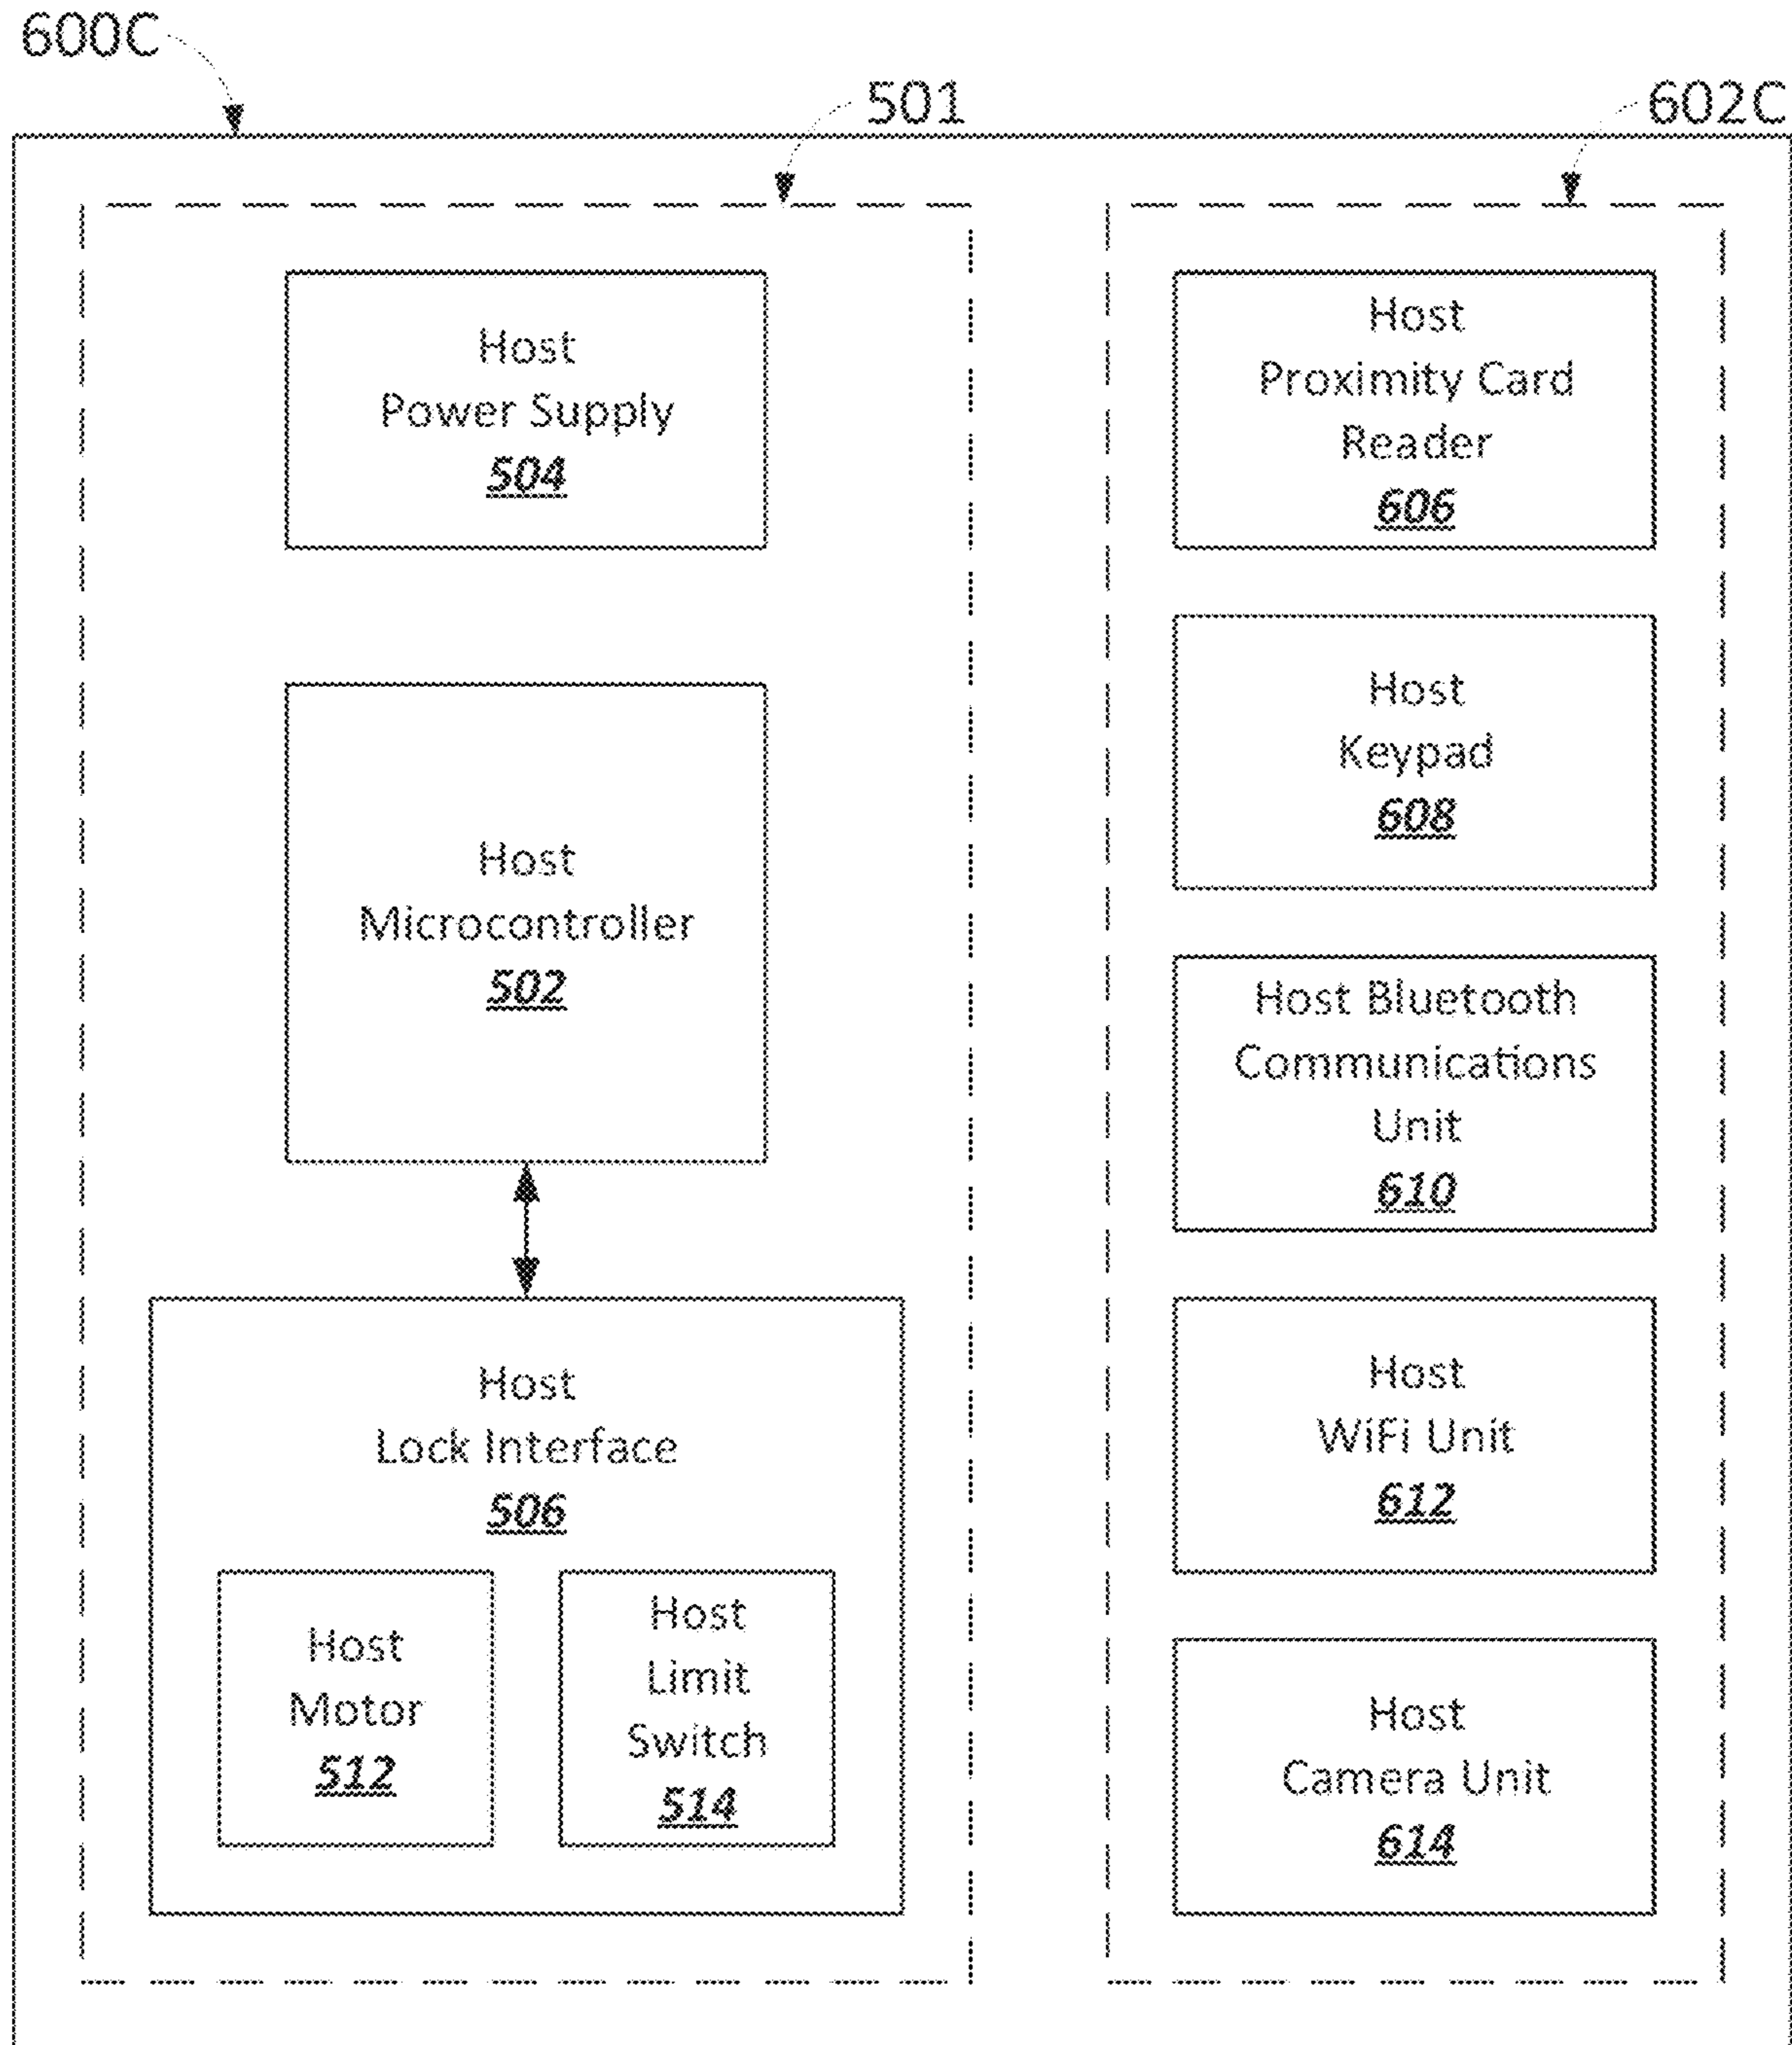 600C
501
602C
Host
Power Supply
504
Host
Microcontroller
502
Host
Lock Interface
506
Host
Motor
512
Host
Limit
Switch
514
Host
Proximity Card
Reader
606
Host
Keypad
608
Host Bluetooth
Communications
Unit
610
Host
WiFi Unit
612
Host
Camera Unit
614